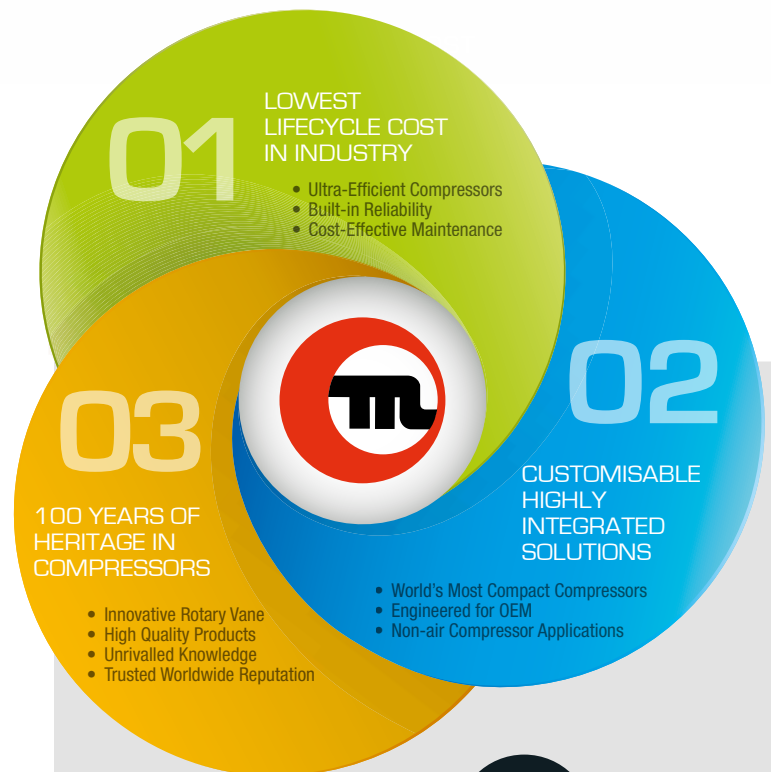 01
LOWEST
LIFECYCLE COST
IN INDUSTRY
• Ultra-Efficient Compressors
• Built-in Reliability
• Cost-Effective Maintenance
02
CUSTOMISABLE
HIGHLY
INTEGRATED
SOLUTIONS
• World's Most Compact Compressors
• Engineered for OEM
• Non-air Compressor Applications
03
100 YEARS OF
HERITAGE IN
COMPRESSORS
• Innovative Rotary Vane
• High Quality Products
• Unrivalled Knowledge
• Trusted Worldwide Reputation